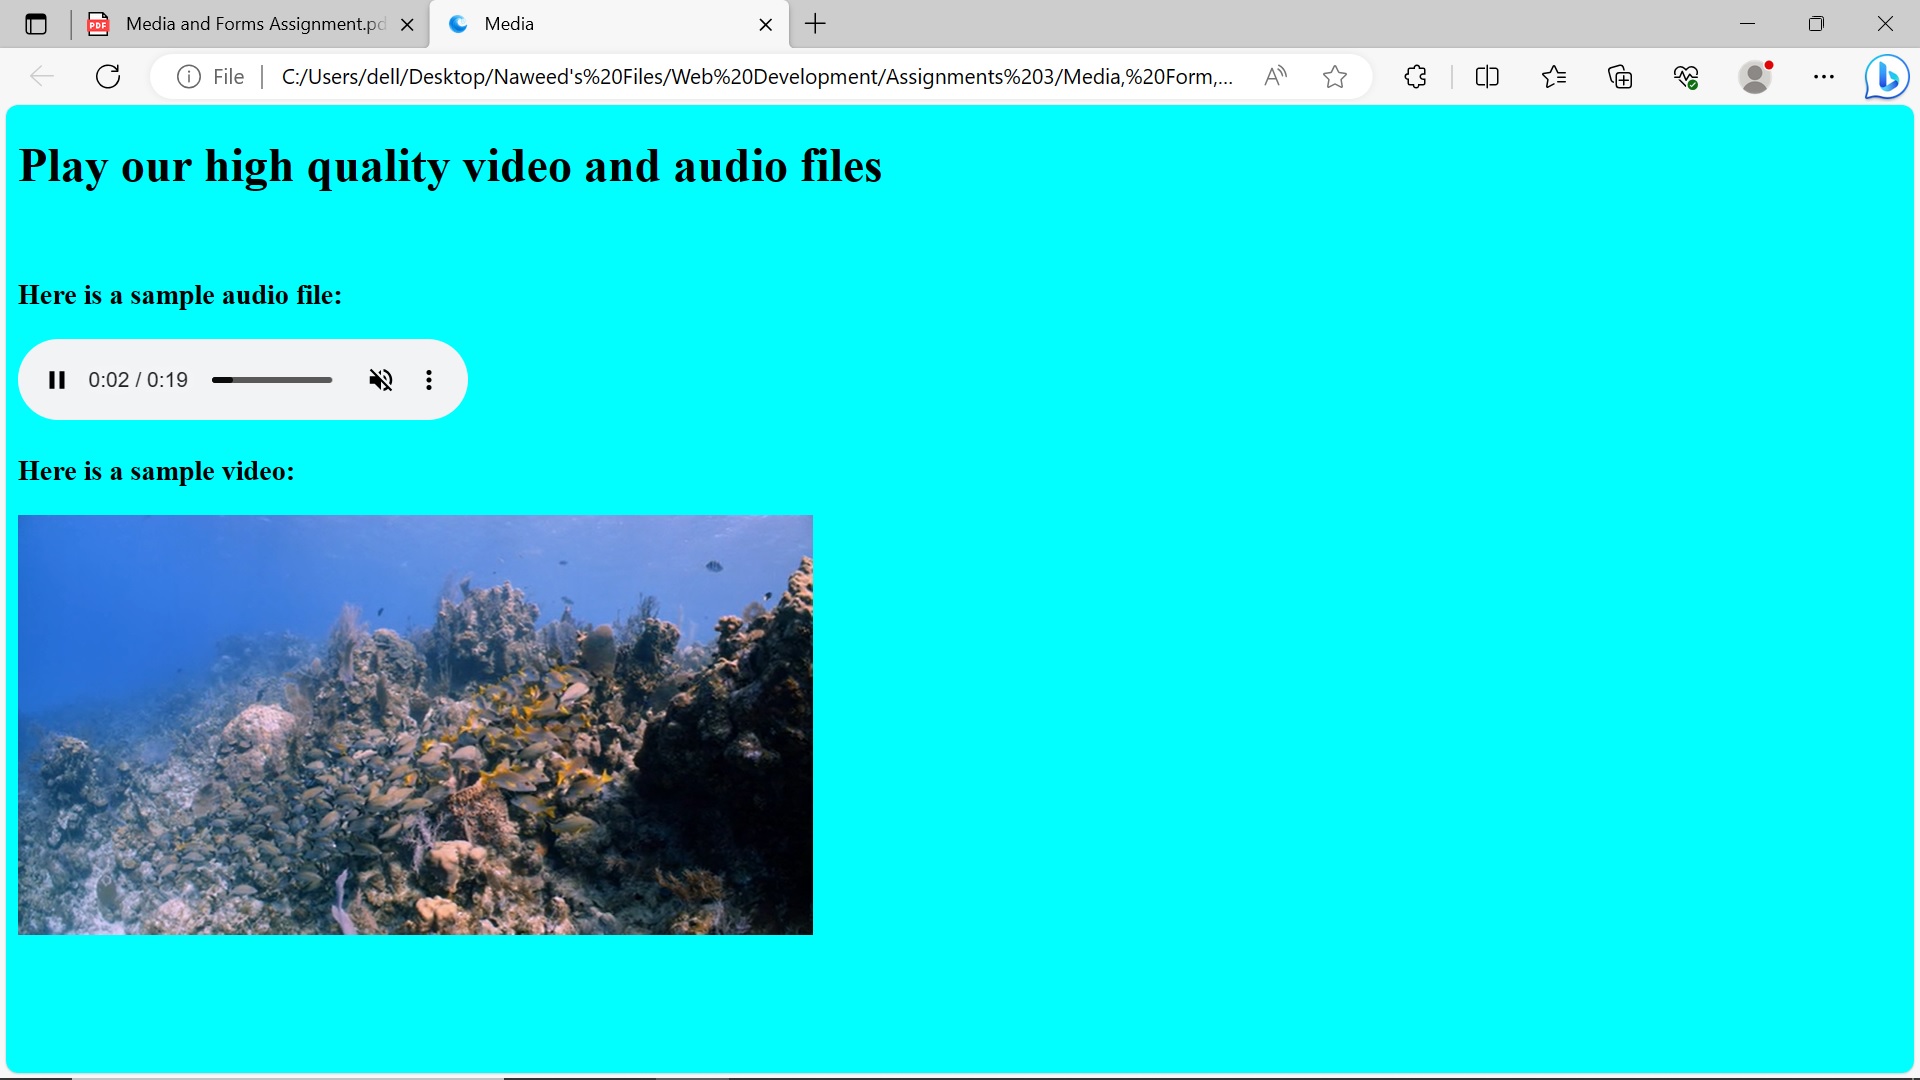 Media and Forms Assignment.pd
Media
File
C:/Users/dell/Desktop/Naweed's%20Files/Web%20Development/Assignments%203/Media,%20Form,...
Play our high quality video and audio files
Here is a sample audio file:
0:02 / 0:19
Here is a sample video: